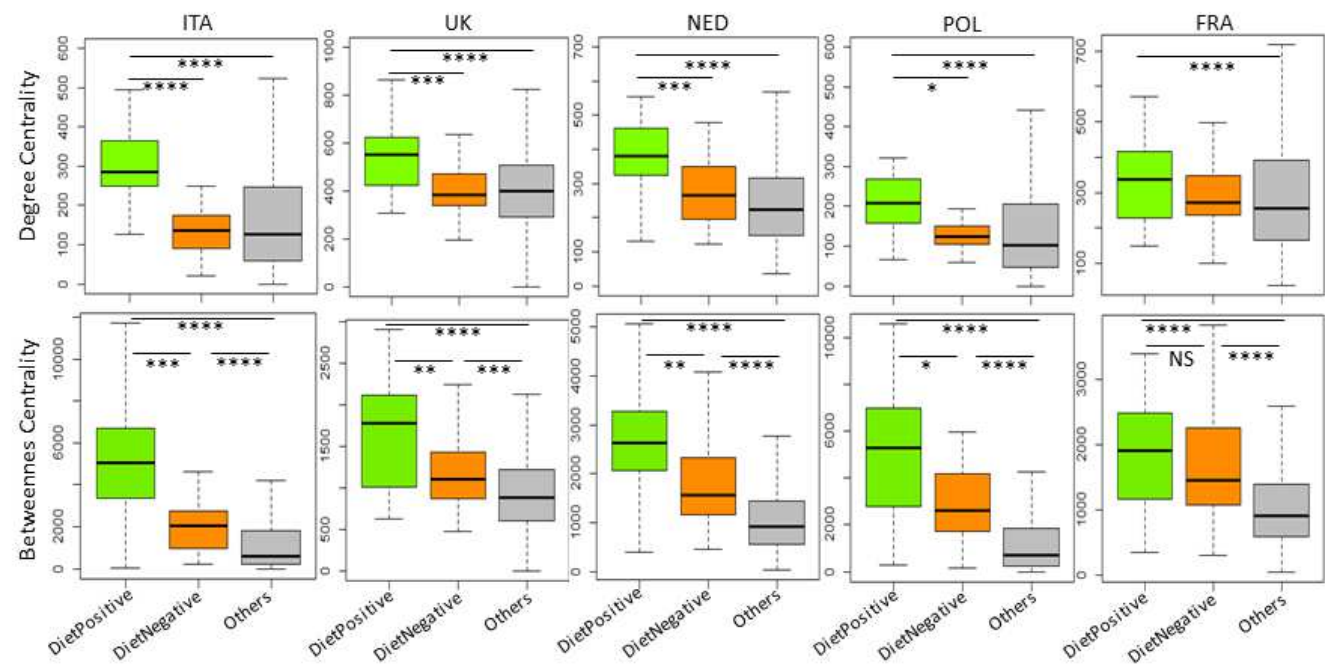 ITA UK NED POL FRA
Degree Centrality
0 100 200 300 400 500 600
**** ****
0 200 400 600 800 1000
**** ***
0 100 300 500 700
**** ***
0 100 200 300 400 500 600
**** *
100 300 500 700
****
Betweennes Centrality
0 2000 6000 10000
**** *** ****
0 500 1500 2500
**** ** ***
0 1000 2000 3000 4000 5000
**** ** ****
0 2000 6000 10000
**** * ****
0 1000 2000 3000
**** NS ****
DietPositive DietNegative Others
DietPositive DietNegative Others
DietPositive DietNegative Others
DietPositive DietNegative Others
DietPositive DietNegative Others